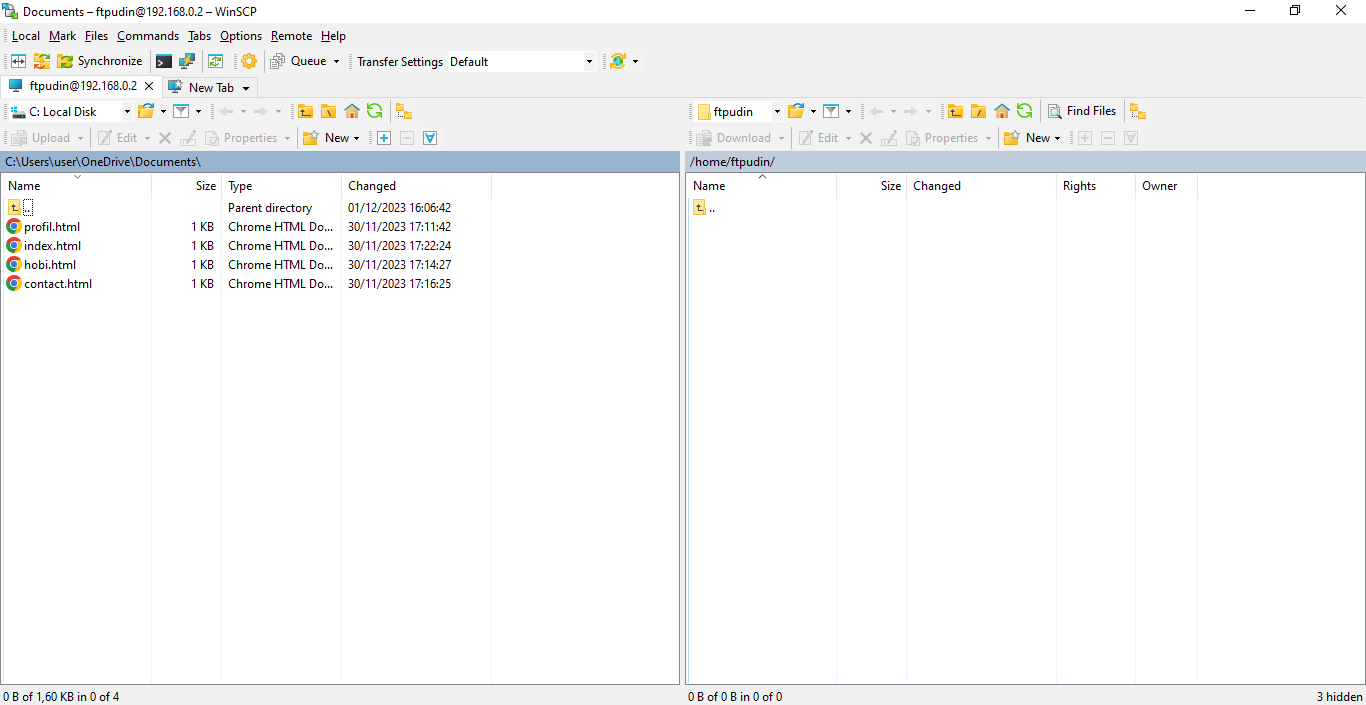 Documents – ftpudin@192.168.0.2 – WinSCP
Local Mark Files Commands Tabs Options Remote Help
Synchronize Queue Transfer Settings Default
ftpudin@192.168.0.2 New Tab
C: Local Disk
ftpudin Find Files
Upload Edit Properties New
Download Edit Properties New
C:\Users\user\OneDrive\Documents\
/home/ftpudin/
Name Size Type Changed
.. Parent directory 01/12/2023 16:06:42
profil.html 1 KB Chrome HTML Do... 30/11/2023 17:11:42
index.html 1 KB Chrome HTML Do... 30/11/2023 17:22:24
hobi.html 1 KB Chrome HTML Do... 30/11/2023 17:14:27
contact.html 1 KB Chrome HTML Do... 30/11/2023 17:16:25
Name Size Changed Rights Owner
..
0 B of 1,60 KB in 0 of 4
0 B of 0 B in 0 of 0
3 hidden